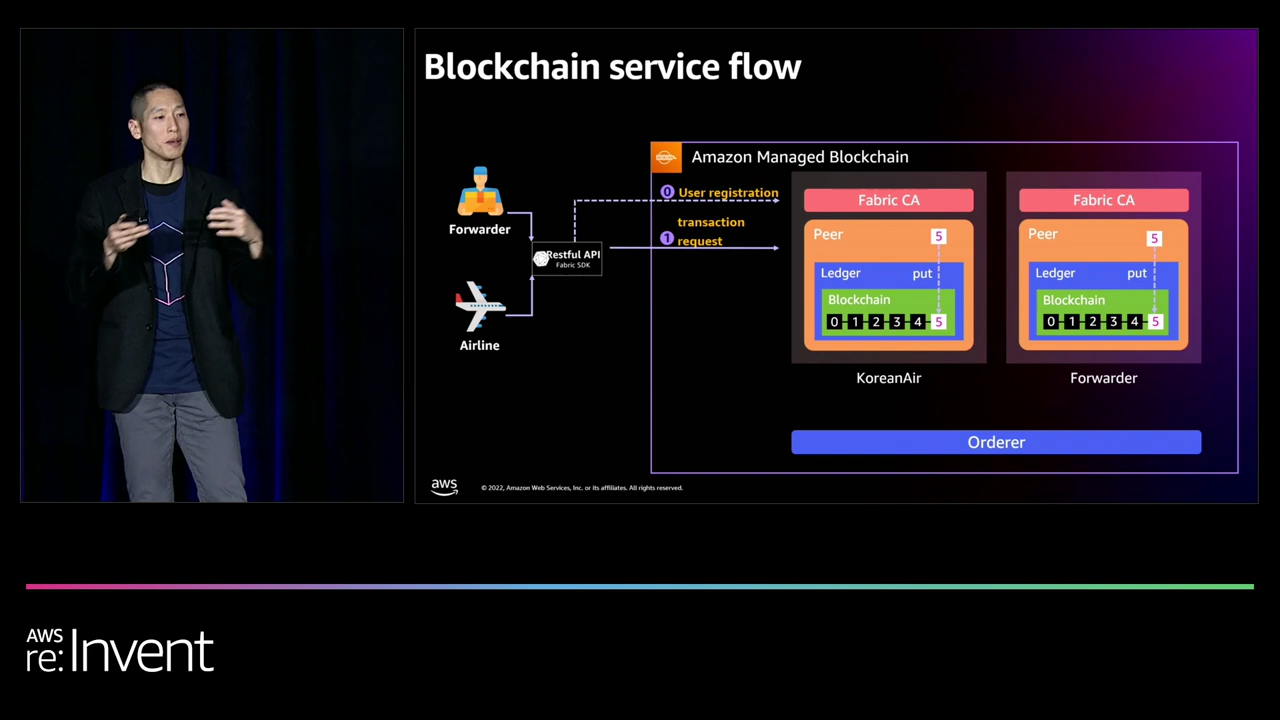 Blockchain service flow
Amazon Managed Blockchain
0 User registration
transaction
1 request
Forwarder
Restful API
Fabric SDK
Airline
Fabric CA
Peer
5
Ledger put
Blockchain
0 1 2 3 4 5
KoreanAir
Fabric CA
Peer
5
Ledger put
Blockchain
0 1 2 3 4 5
Forwarder
Orderer
aws
© 2022, Amazon Web Services, Inc. or its affiliates. All rights reserved.
AWS
re:Invent